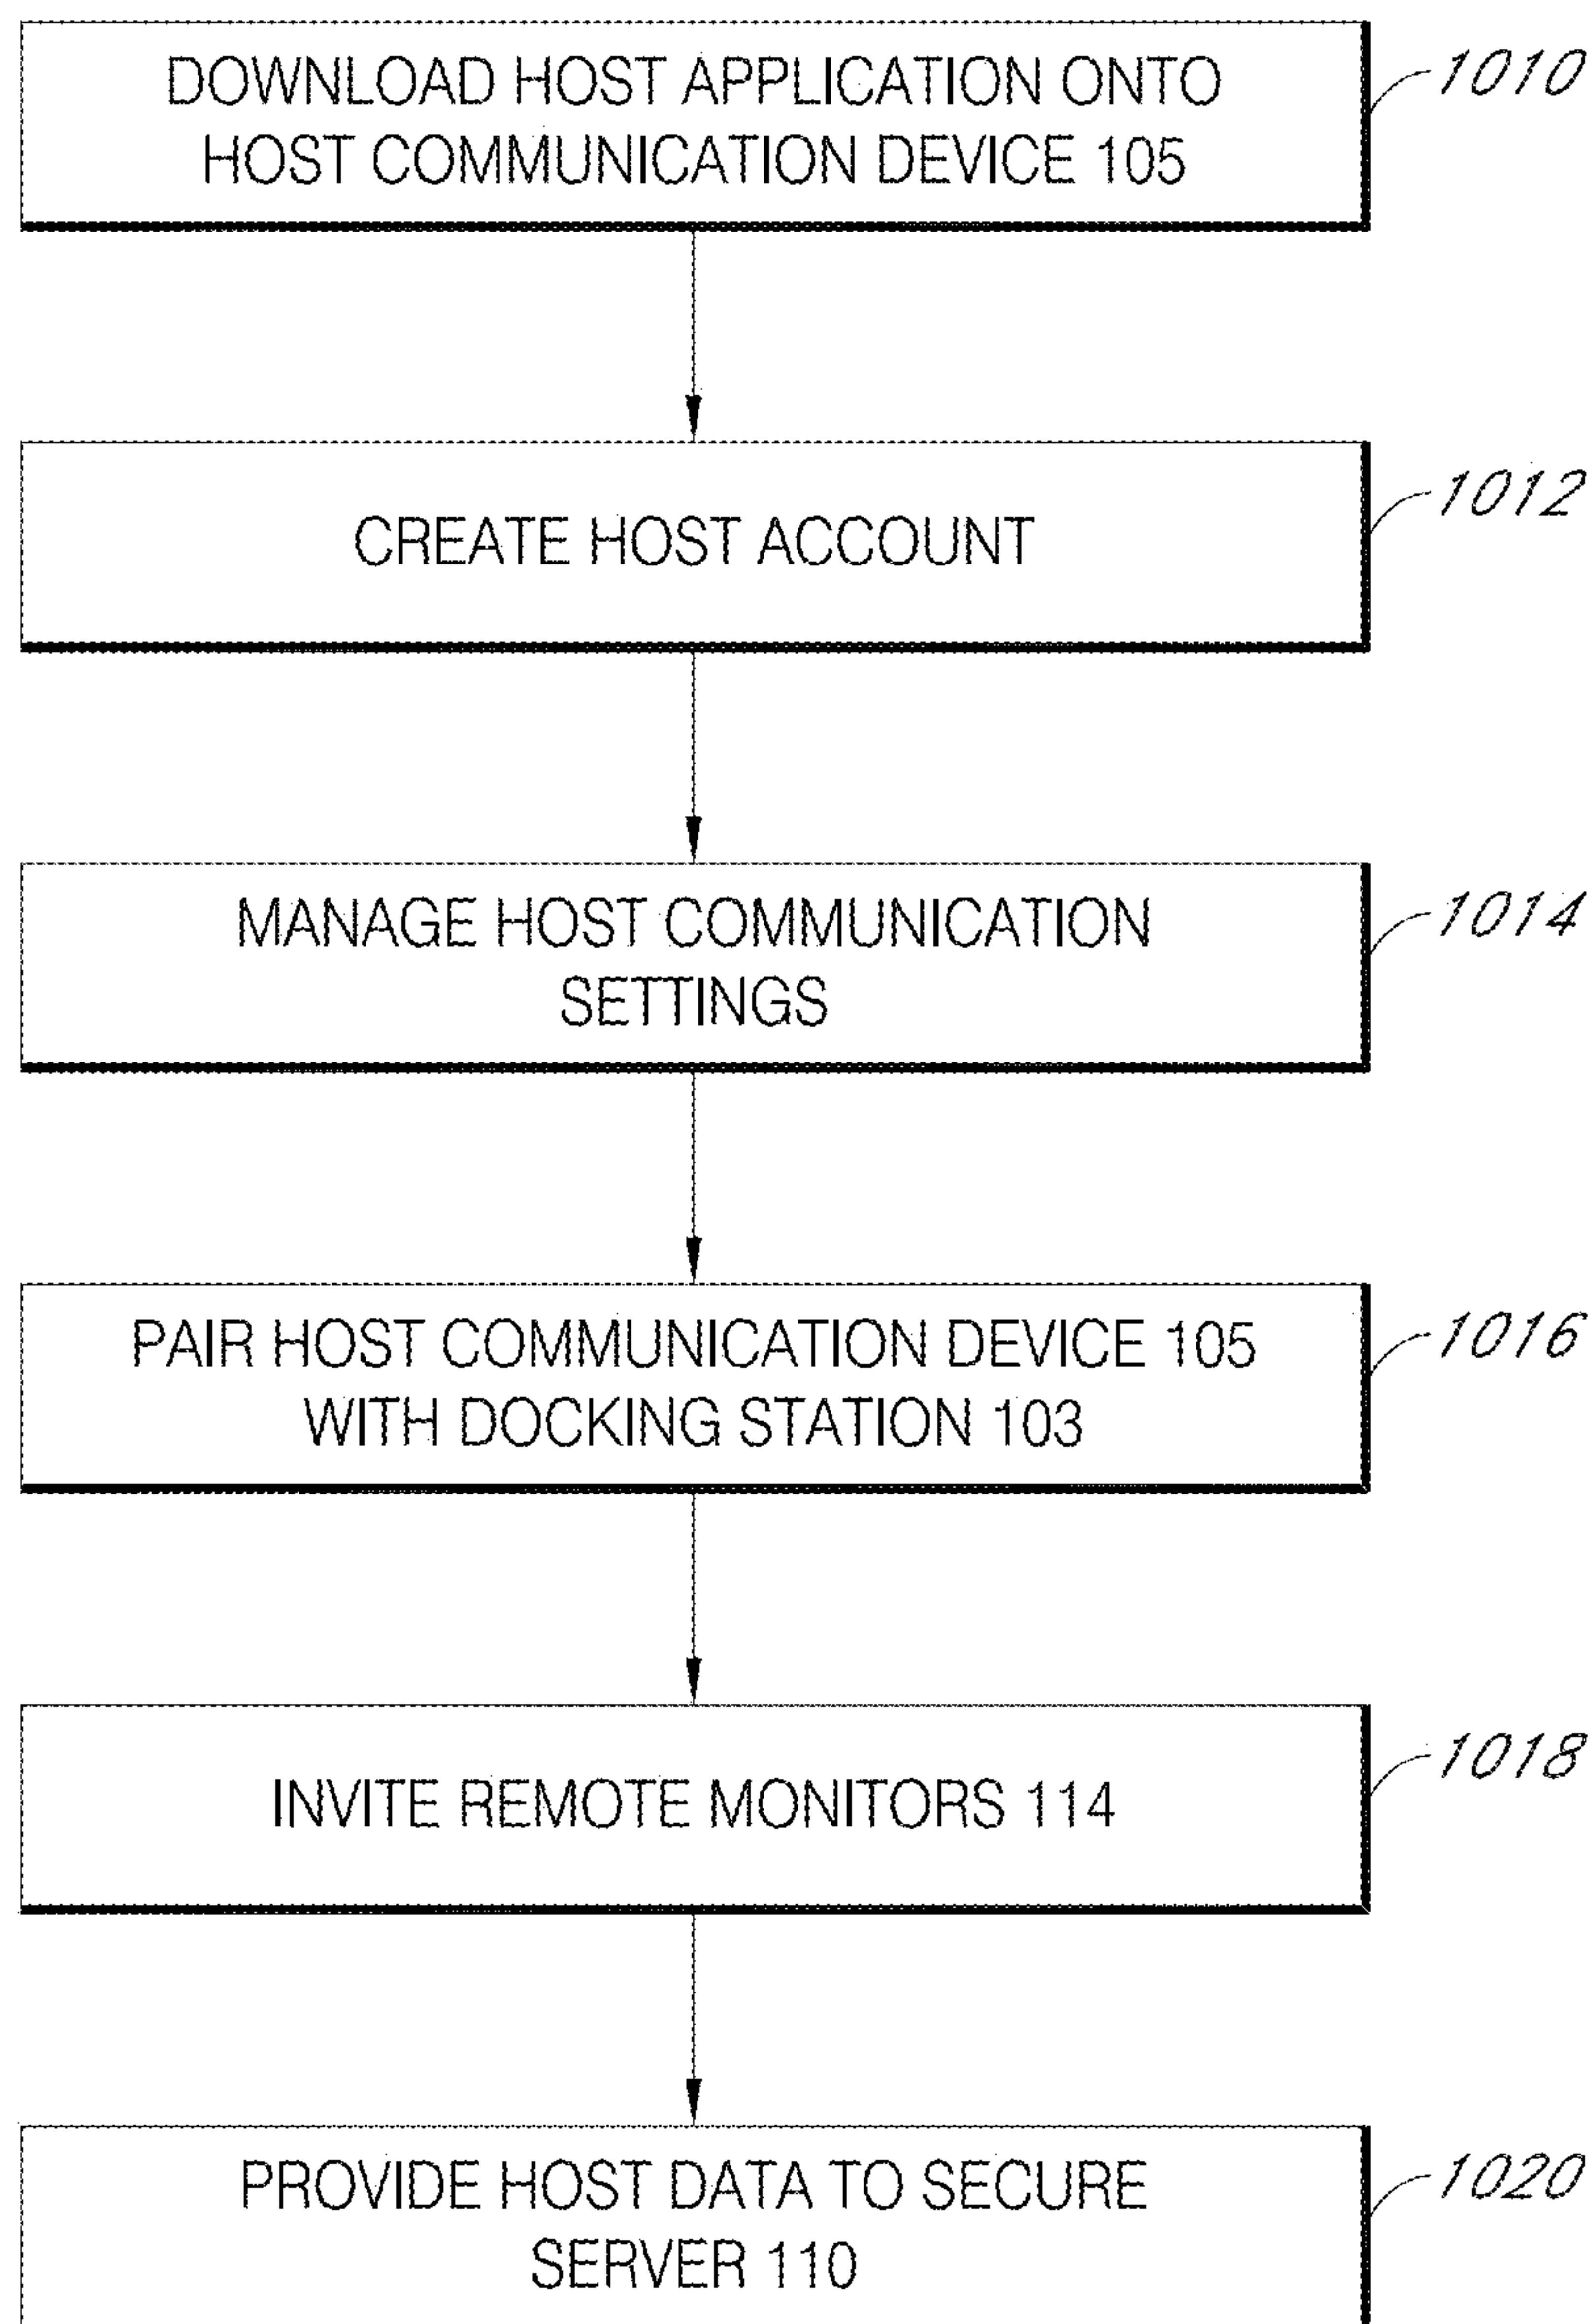 DOWNLOAD HOST APPLICATION ONTO
HOST COMMUNICATION DEVICE 105
1010
CREATE HOST ACCOUNT
1012
MANAGE HOST COMMUNICATION
SETTINGS
1014
PAIR HOST COMMUNICATION DEVICE 105
WITH DOCKING STATION 103
1016
INVITE REMOTE MONITORS 114
1018
PROVIDE HOST DATA TO SECURE
SERVER 110
1020